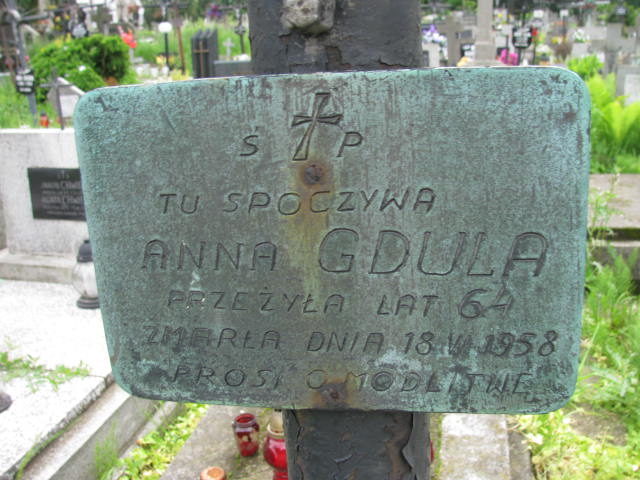 Ś P
TU SPOCZYWA
ANNA GDULA
PRZEŻYŁA LAT 64
ZMARŁA DNIA 18 VI 1958
PROSI O MODLITWĘ